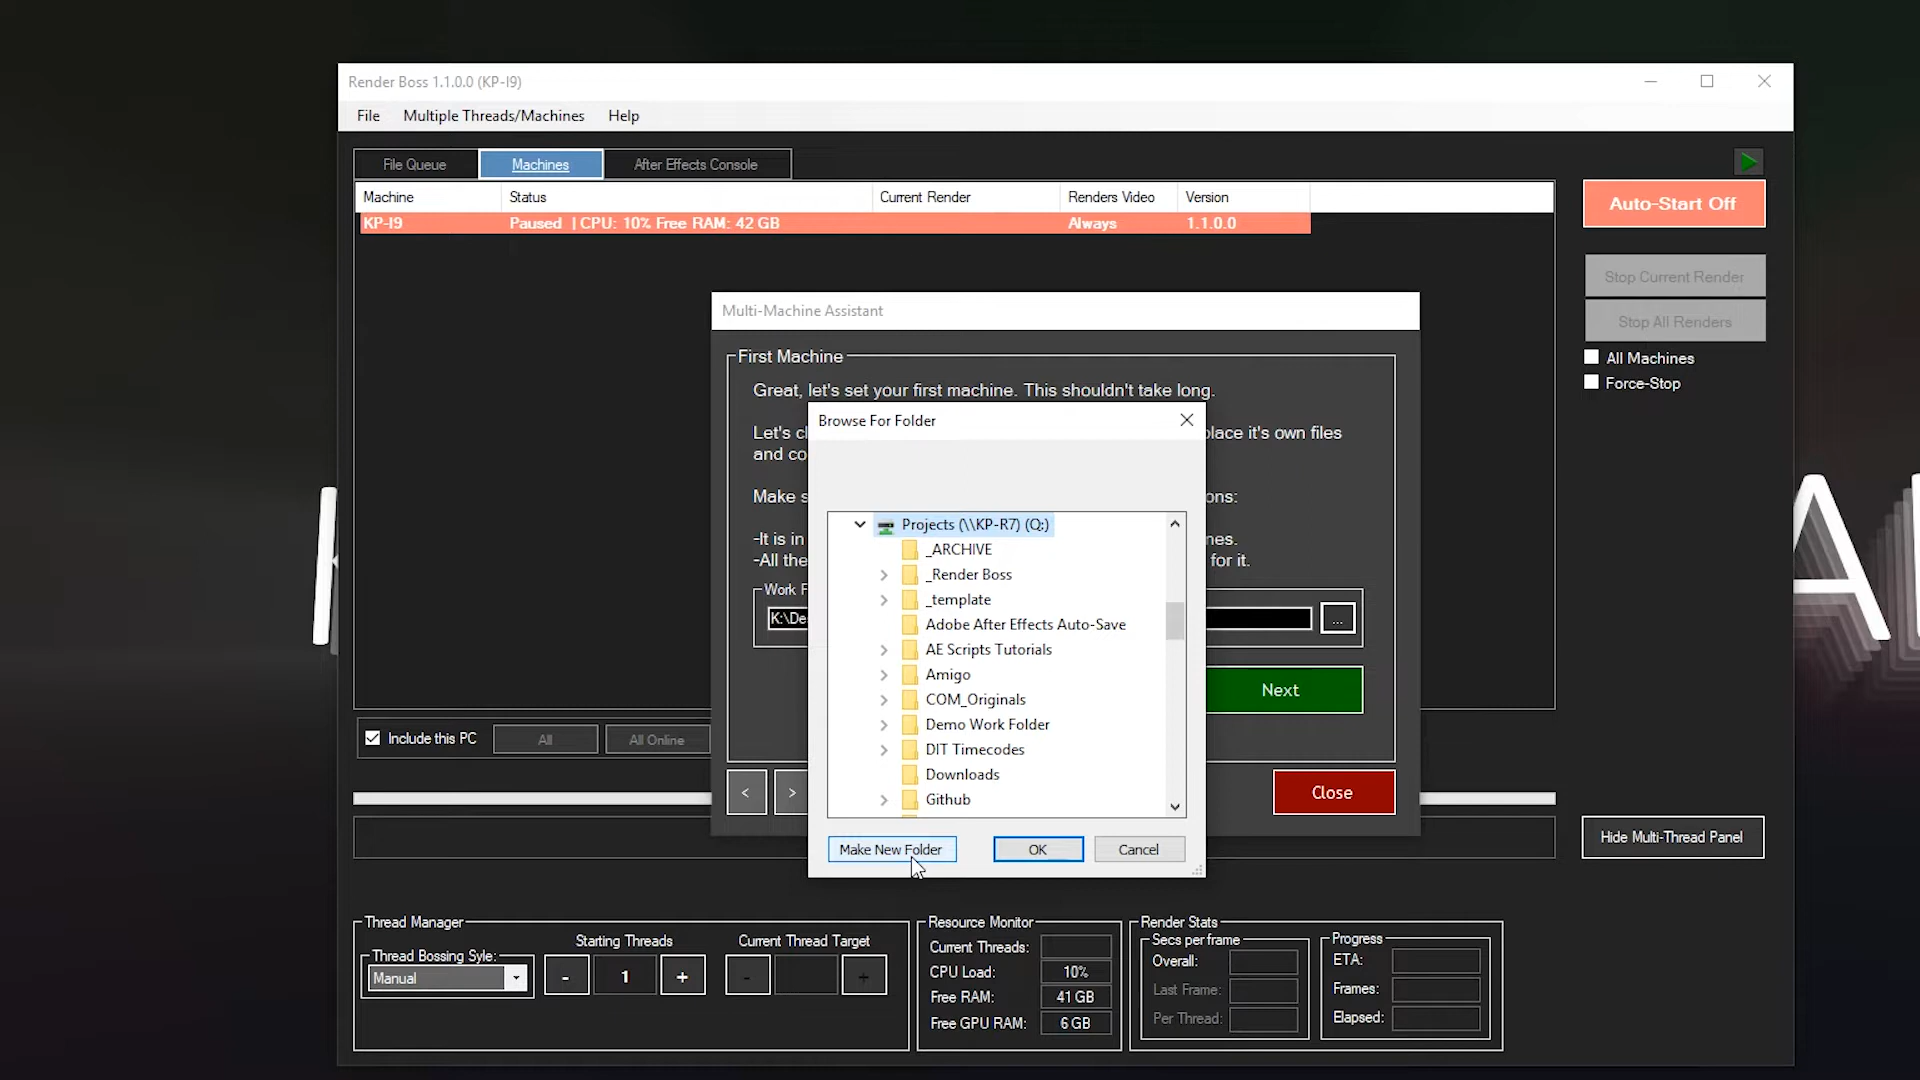 Render Boss 1.1.0.0 (KP-I9)
File Multiple Threads/Machines Help
File Queue Machines After Effects Console
Machine Status Current Render Renders Video Version
KP-I9 Paused | CPU: 10% Free RAM: 42 GB Always 1.1.0.0
Auto-Start Off
Stop Current Render
Stop All Renders
All Machines
Force-Stop
Multi-Machine Assistant
First Machine
Great, let's set your first machine. This shouldn't take long.
Let's place it's own files
and
Make
-It is in
-All the for it.
Work
K:\De
...
Next
< >
Close
Browse For Folder
Projects (\\KP-R7) (Q:)
_ARCHIVE
_Render Boss
_template
Adobe After Effects Auto-Save
AE Scripts Tutorials
Amigo
COM_Originals
Demo Work Folder
DIT Timecodes
Downloads
Github
Make New Folder OK Cancel
Include this PC All All Online
Hide Multi-Thread Panel
Thread Manager
Thread Bossing Syle:
Manual
Starting Threads
- 1 +
Current Thread Target
- +
Resource Monitor
Current Threads:
CPU Load: 10%
Free RAM: 41 GB
Free GPU RAM: 6 GB
Render Stats
Secs per frame
Overall:
Last Frame:
Per Thread:
Progress
ETA:
Frames:
Elapsed: